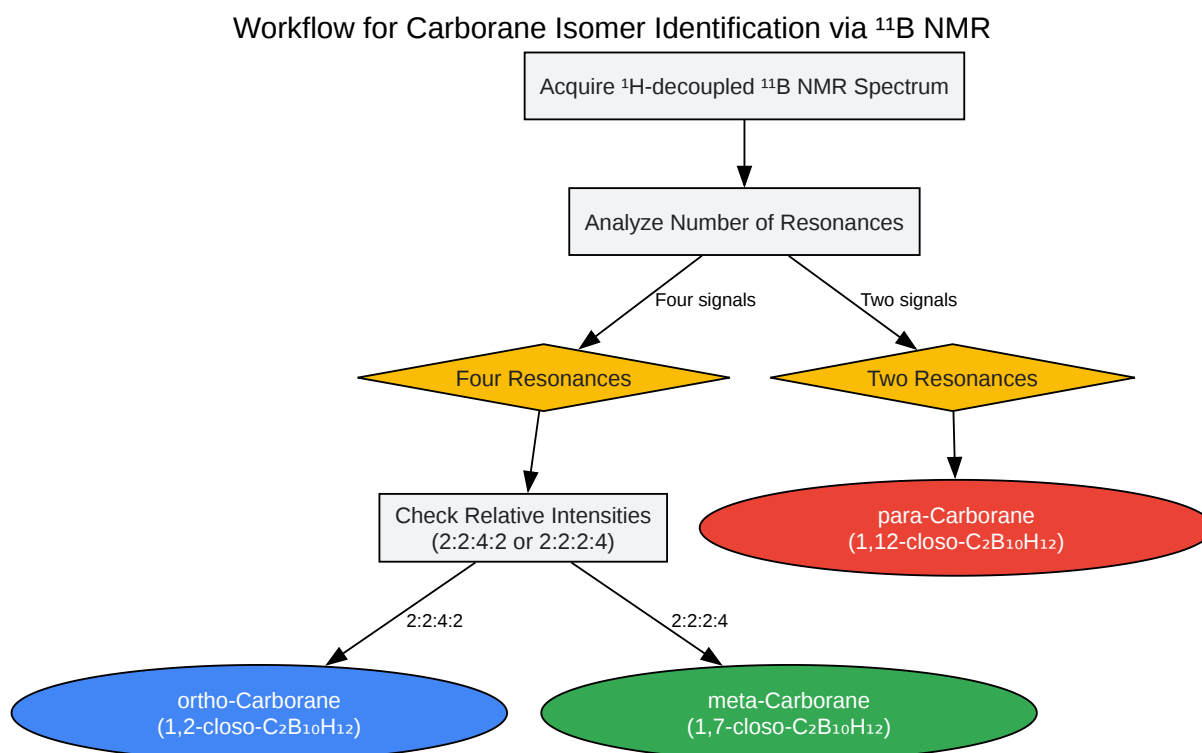 Workflow for Carborane Isomer Identification via ¹¹B NMR
Acquire ¹H-decoupled ¹¹B NMR Spectrum
Analyze Number of Resonances
Four signals
Two signals
Four Resonances
Two Resonances
Check Relative Intensities
(2:2:4:2 or 2:2:2:4)
para-Carborane
(1,12-closo-C₂B₁₀H₁₂)
2:2:4:2
2:2:2:4
ortho-Carborane
(1,2-closo-C₂B₁₀H₁₂)
meta-Carborane
(1,7-closo-C₂B₁₀H₁₂)